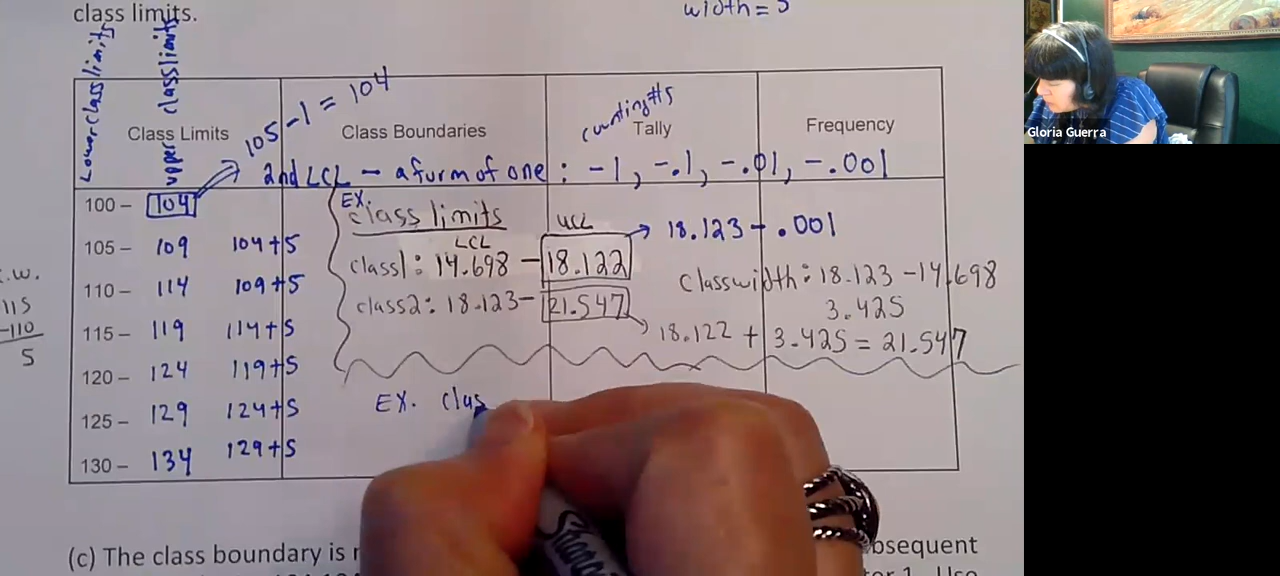 class limits.
width = 5
Lower class limits
upper class limits
105 - 1 = 104
counting #s
Class Limits
Class Boundaries
Tally
Frequency
2nd LCL - a form of one : -1, -.1, -.01, -.001
100 – 104
105 – 109 104+5
110 – 114 109+5
115 – 119 114+5
120 – 124 119+5
125 – 129 124+5
130 – 134 129+5
C.W.
115
-110
5
EX.
class limits
LCL
UCL
class1: 14.698 - 18.122
18.123 - .001
class2: 18.123 - 21.547
classwidth: 18.123 - 14.698
3.425
18.122 + 3.425 = 21.547
EX. clas
(c) The class boundary is
bsequent
Use
Gloria Guerra
Sharpie